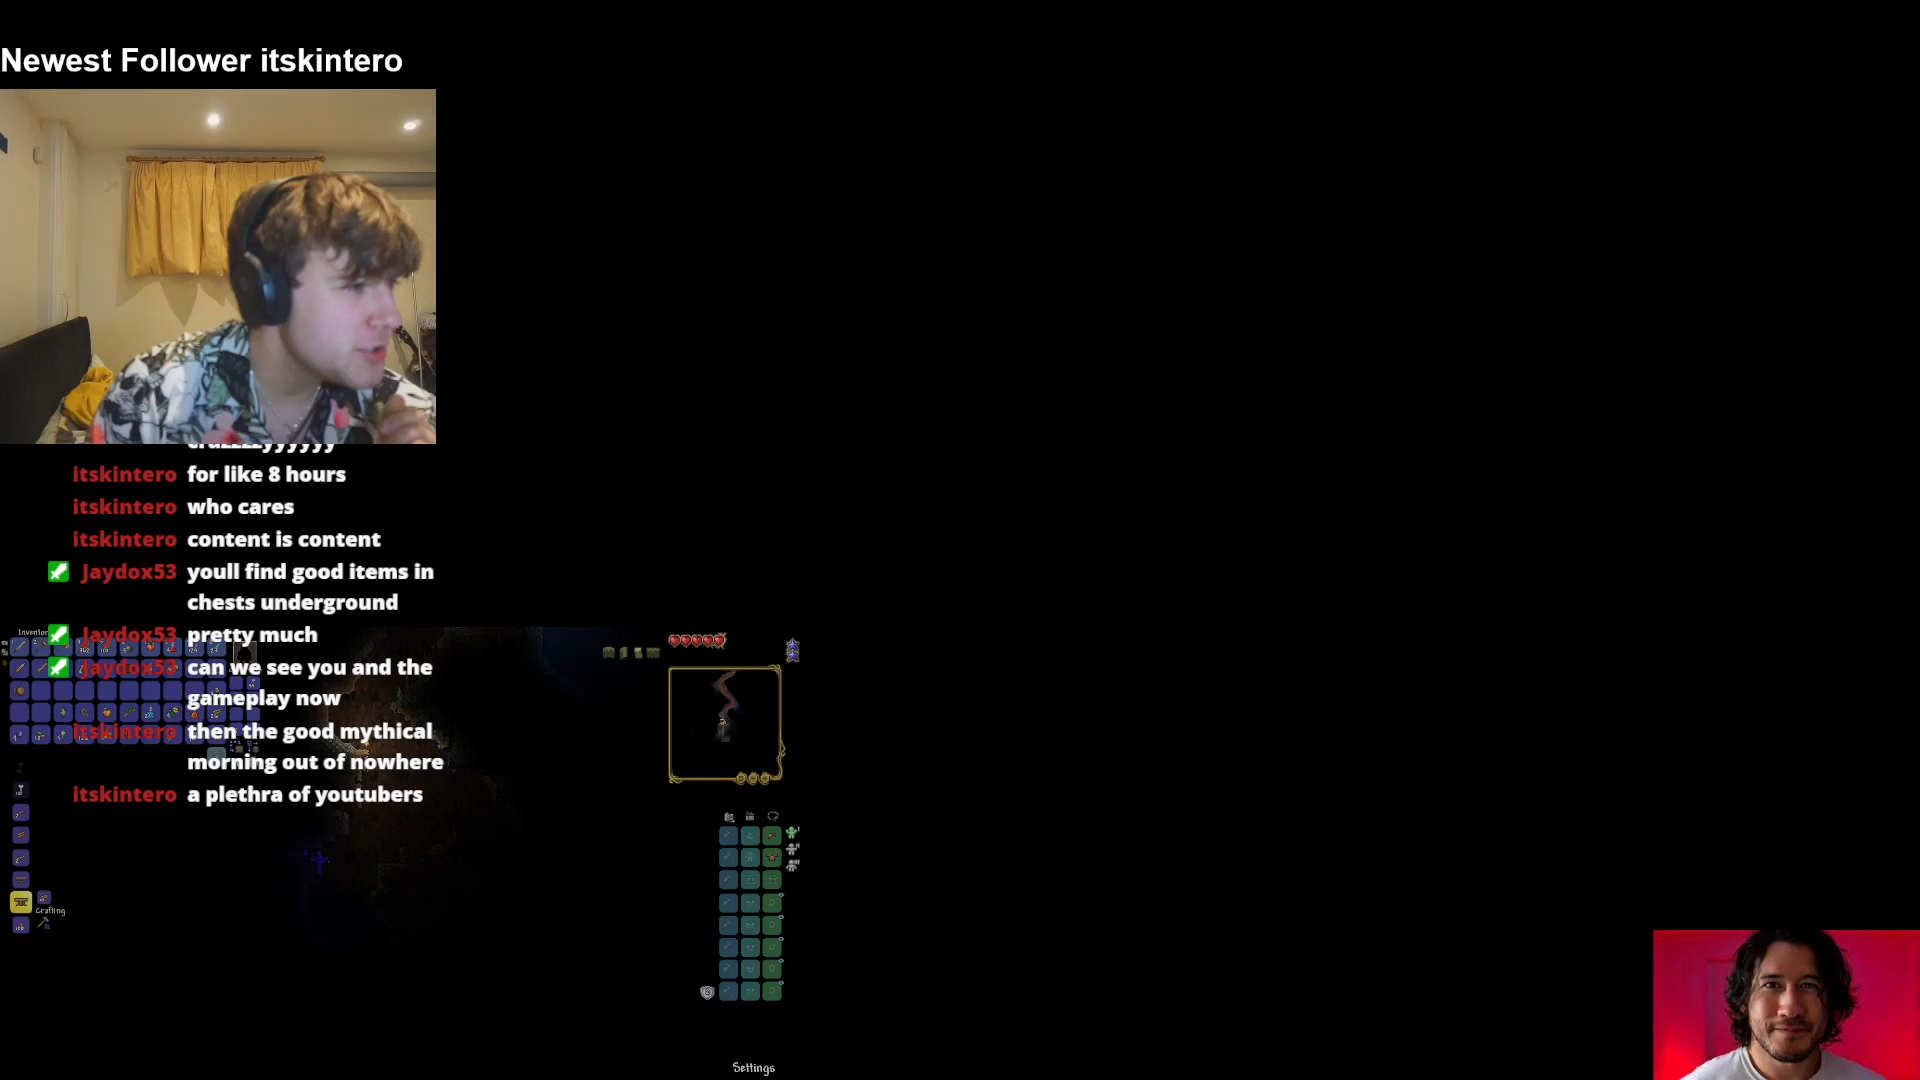 Newest Follower itskintero
itskintero for like 8 hours
itskintero who cares
itskintero content is content
Jaydox53 youll find good items in
chests underground
Inventor
Jaydox53 pretty much
Jaydox53 can we see you and the
gameplay now
itskintero then the good mythical
morning out of nowhere
itskintero a plethra of youtubers
Crafting
Settings